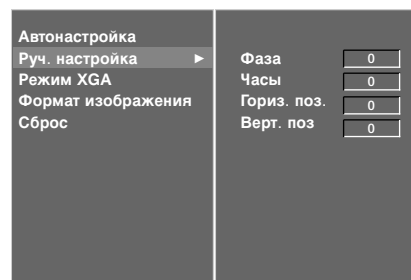 Автонастройка
Руч. настройка ►
Режим XGA
Формат изображения
Сброс
Фаза 0
Часы 0
Гориз. поз. 0
Верт. поз 0